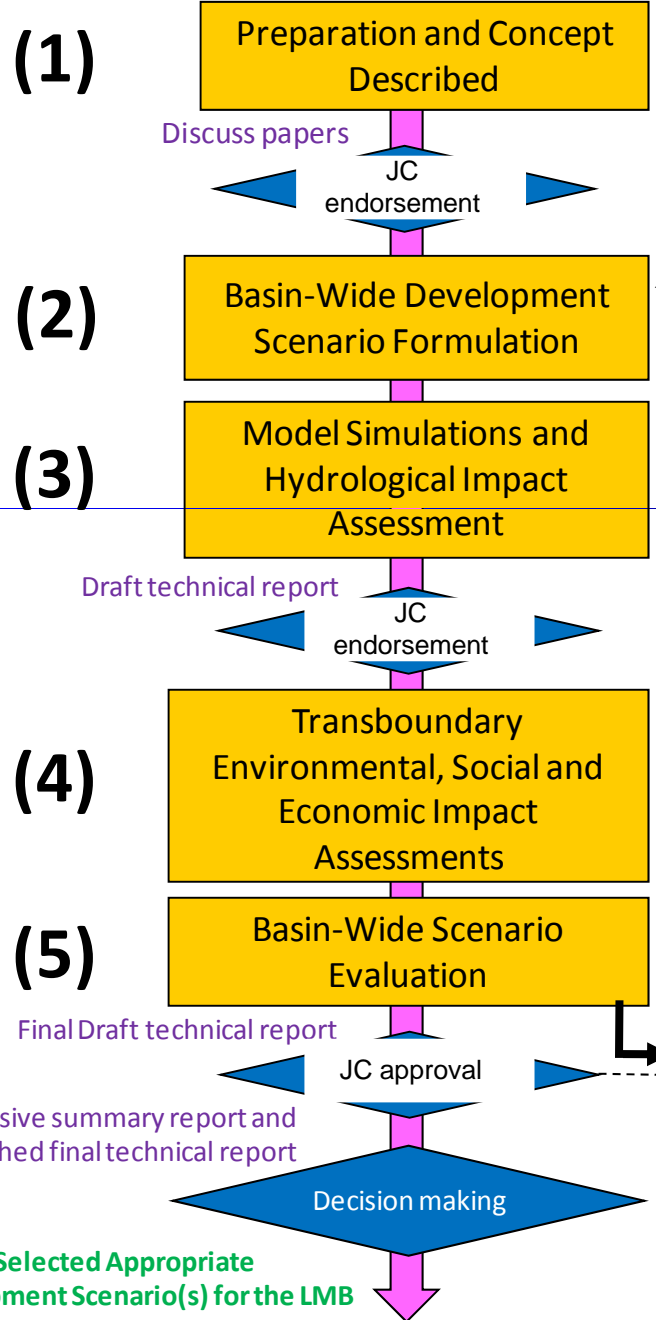 (1)
Preparation and Concept
Described
Discuss papers
JC
endorsement
(2)
Basin-Wide Development
Scenario Formulation
(3)
Model Simulations and
Hydrological Impact
Assessment
Draft technical report
JC
endorsement
(4)
Transboundary
Environmental, Social and
Economic Impact
Assessments
(5)
Basin-Wide Scenario
Evaluation
Final Draft technical report
JC approval
summary report and
final technical report
Decision making
Selected Appropriate
Scenario(s) for the LMB